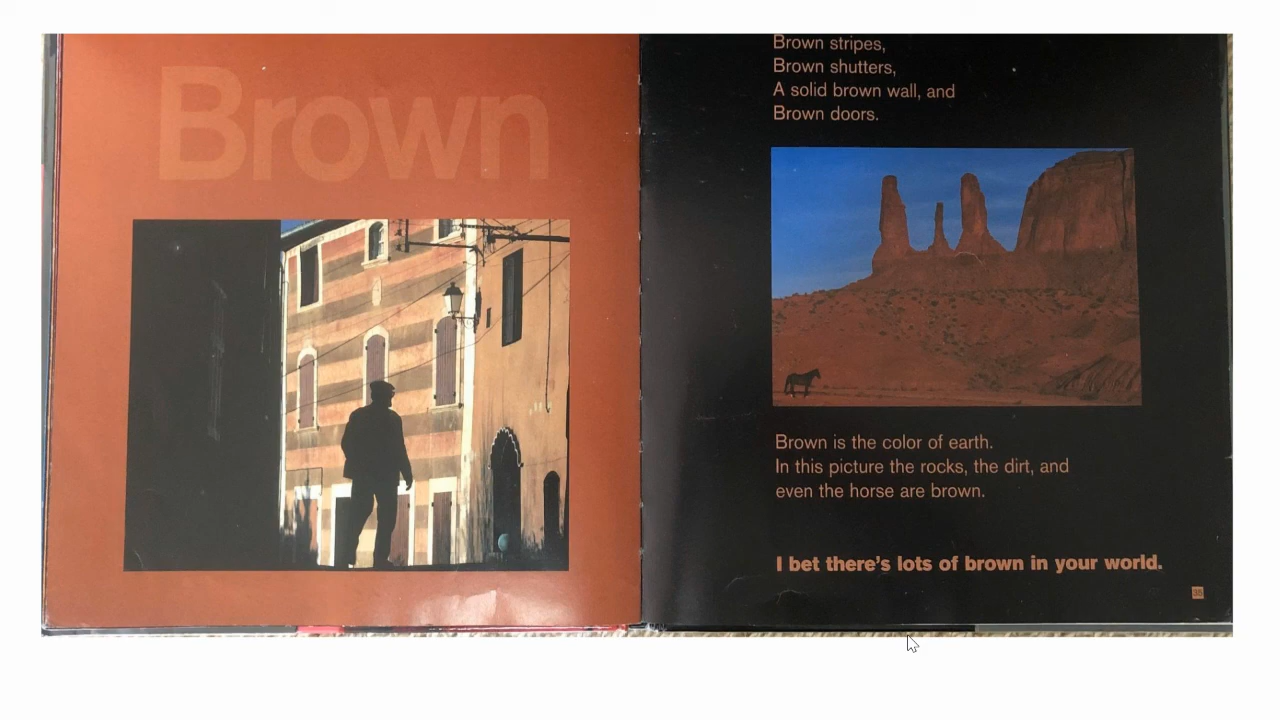 Brown
Brown stripes,
Brown shutters,
A solid brown wall, and
Brown doors.
Brown is the color of earth.
In this picture the rocks, the dirt, and
even the horse are brown.
I bet there's lots of brown in your world.